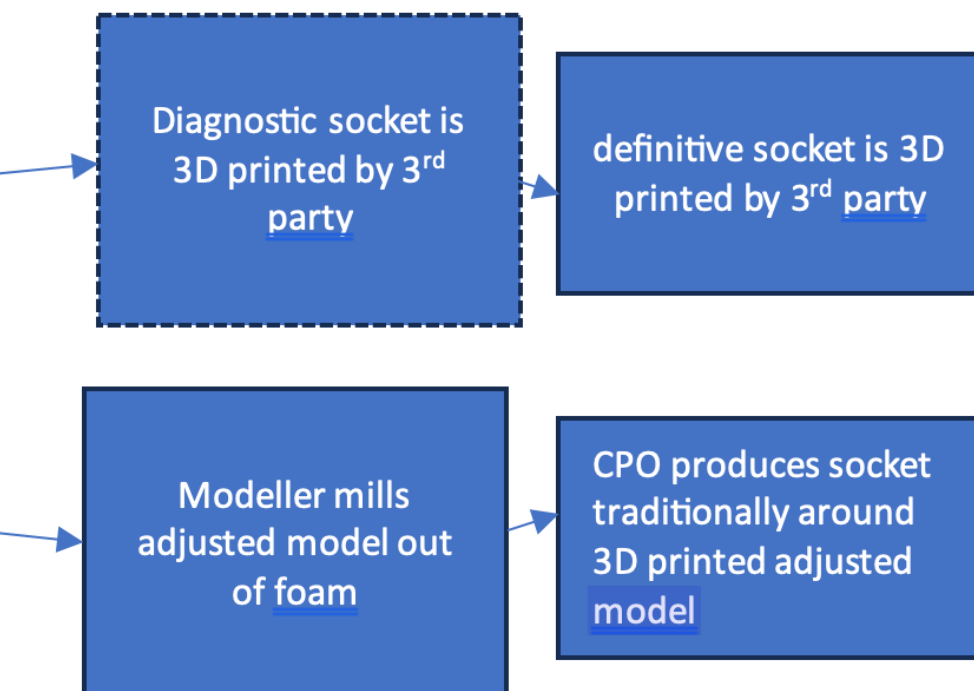 Diagnostic socket is
3D printed by 3rd
party
definitive socket is 3D
printed by 3rd party
Modeller mills
adjusted model out
of foam
CPO produces socket
traditionally around
3D printed adjusted
model